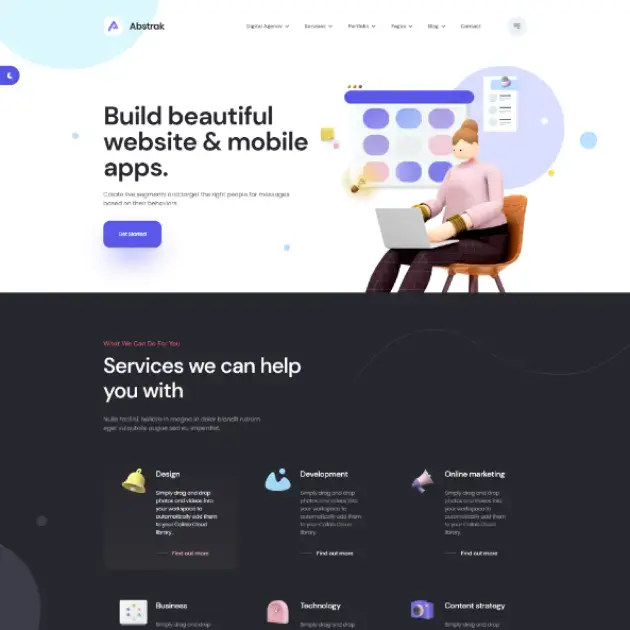 Abstrak
Digital Agency
Services
Portfolio
Pages
Blog
Contact
Build beautiful
website & mobile
apps.
Create live segments and target the right people for messages
based on their behaviors
Get Started
What We Can Do For You
Services we can help
you with
Nulla facilisi. Nullam in magna id dolor blandit rutrum
eget vulputate augue sed eu imperdiet.
Design
Simply drag and drop
photos and videos into
your workspace to
automatically add them
to your Collab Cloud
library.
Find out more
Development
Simply drag and drop
photos and videos into
your workspace to
automatically add them
to your Collab Cloud
library.
Find out more
Online marketing
Simply drag and drop
photos and videos into
your workspace to
automatically add them
to your Collab Cloud
library.
Find out more
Business
Simply drag and drop
Technology
Simply drag and drop
Content strategy
Simply drag and drop